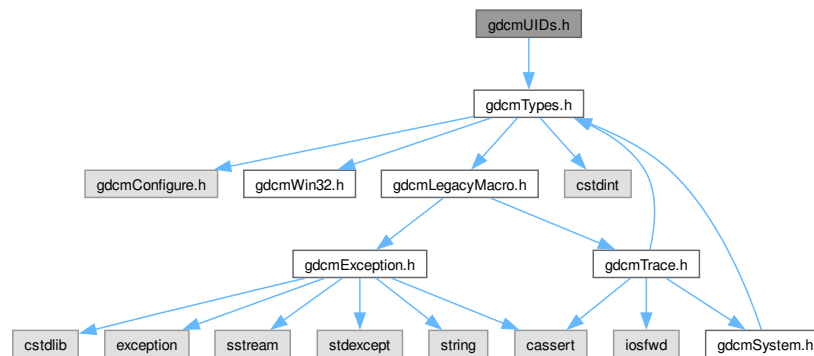 gdcmUIDs.h
gdcmTypes.h
gdcmConfigure.h
gdcmWin32.h
gdcmLegacyMacro.h
cstdint
gdcmException.h
gdcmTrace.h
cstdlib
exception
sstream
stdexcept
string
cassert
iosfwd
gdcmSystem.h